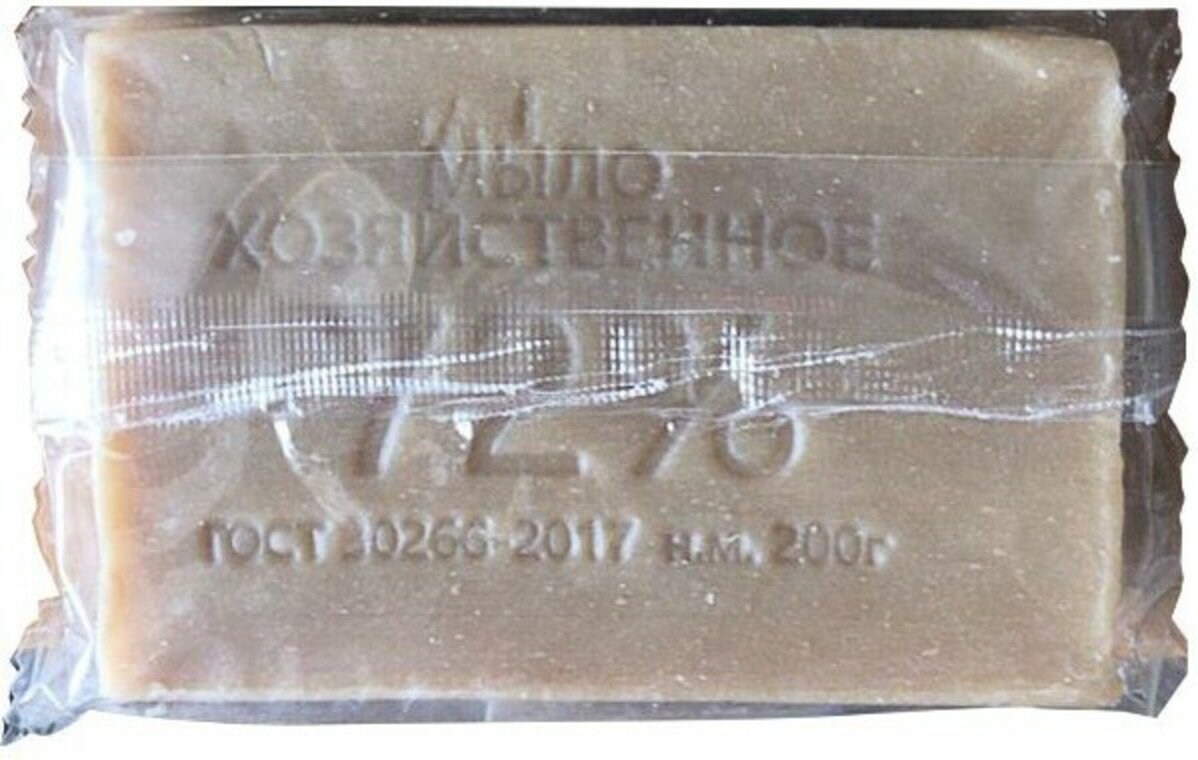 МЫЛО
ХОЗЯЙСТВЕННОЕ
72%
ГОСТ 30266-2017 н.м. 200г